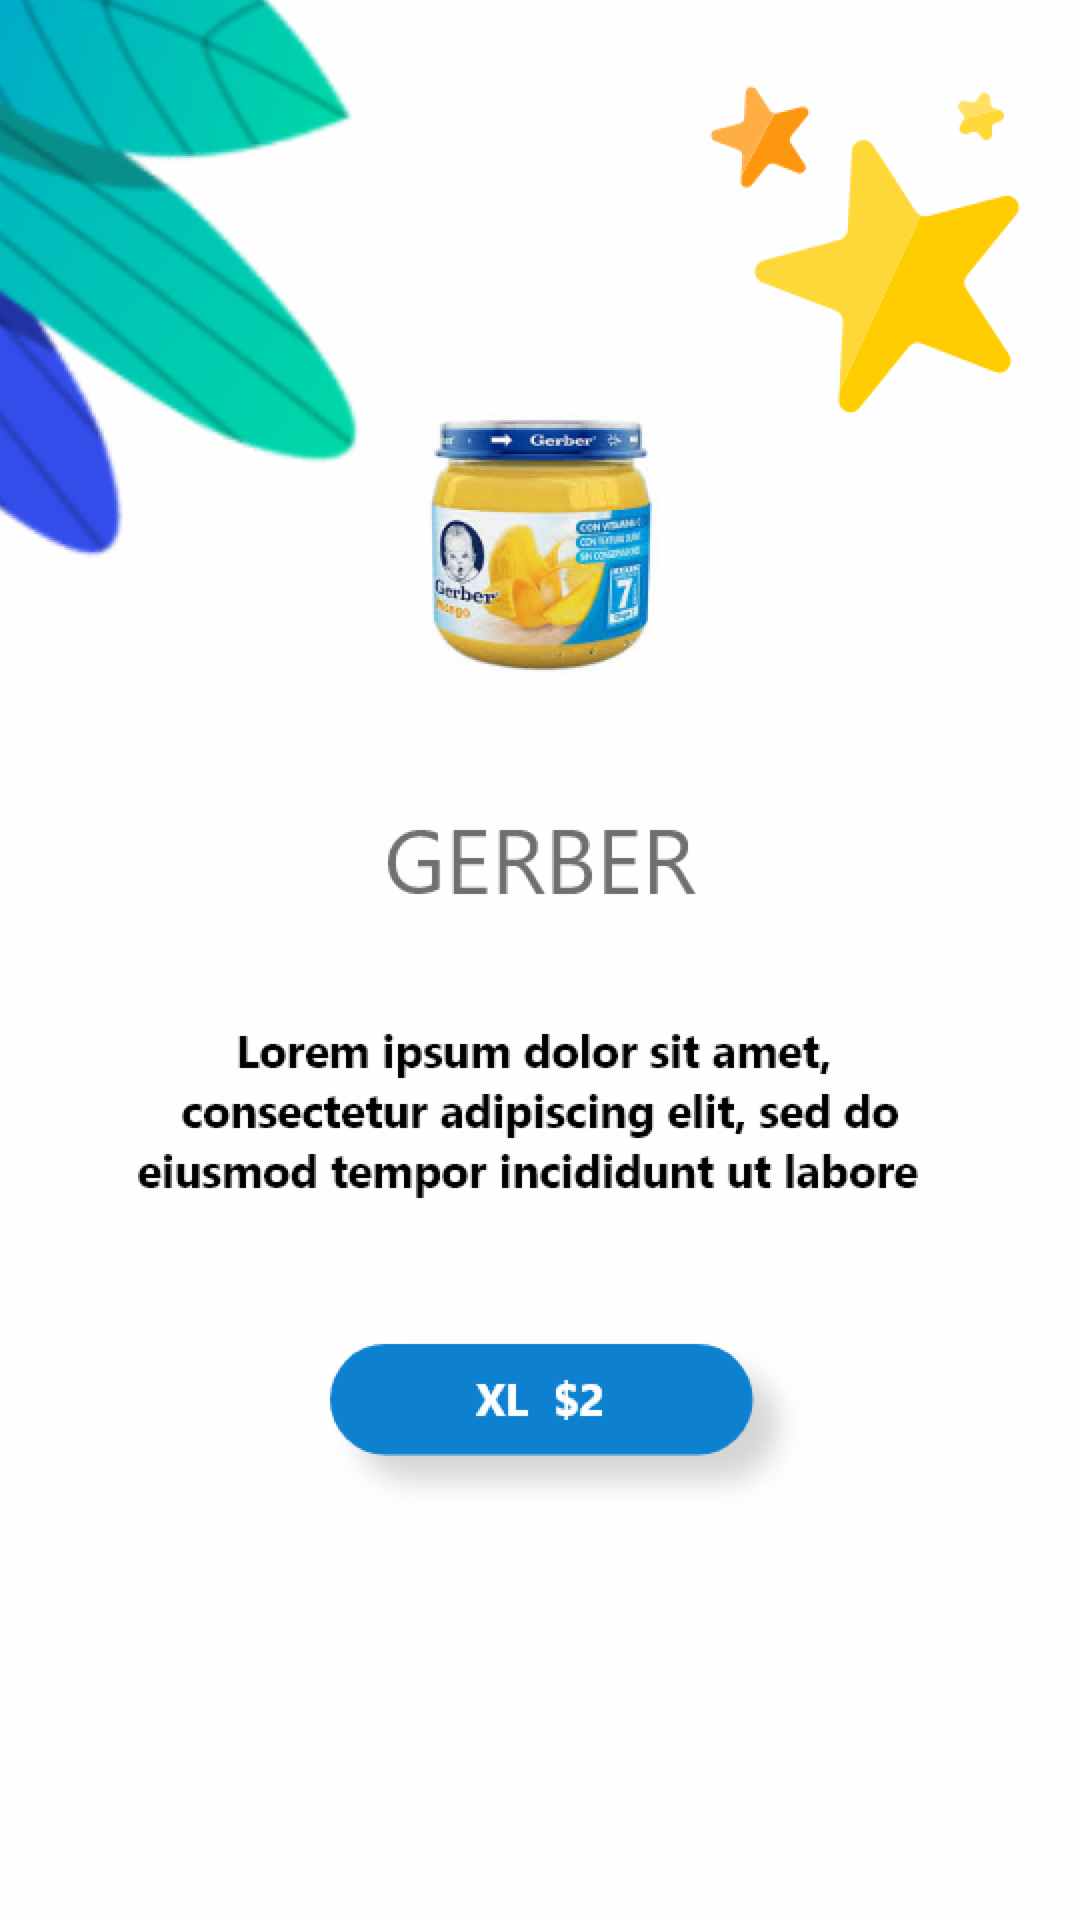 Gerber
CON VITAMINA C
CON TEXTURA SUAVE
SIN CONSERVADORES
7
Gerber
Mango
GERBER
Lorem ipsum dolor sit amet,
consectetur adipiscing elit, sed do
eiusmod tempor incididunt ut labore
XL $2